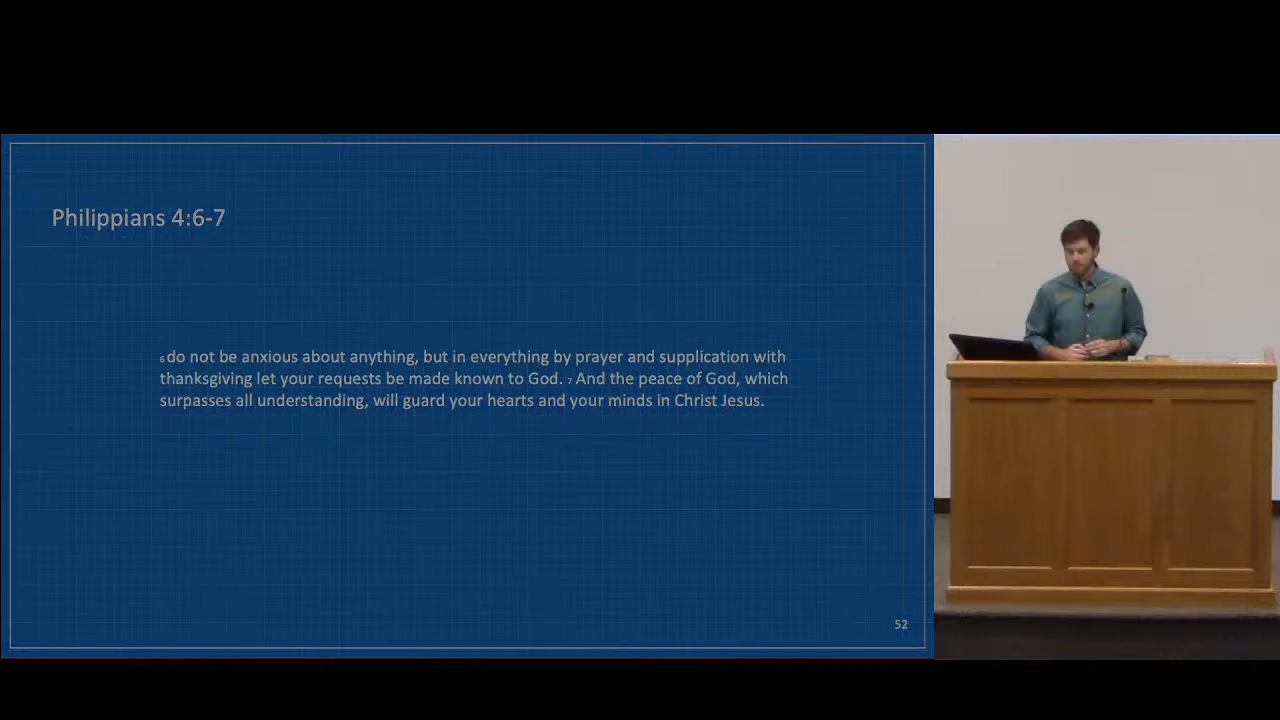 Philippians 4:6-7
6 do not be anxious about anything, but in everything by prayer and supplication with
thanksgiving let your requests be made known to God. 7 And the peace of God, which
surpasses all understanding, will guard your hearts and your minds in Christ Jesus.
52